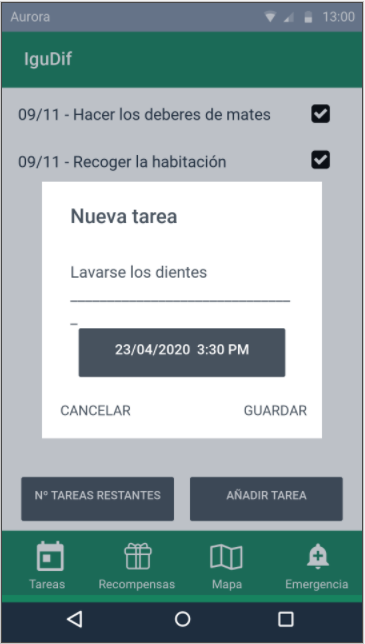 Aurora 13:00
IguDif
09/11 - Hacer los deberes de mates
09/11 - Recoger la habitación
Nueva tarea
Lavarse los dientes
23/04/2020 3:30 PM
CANCELAR GUARDAR
Nº TAREAS RESTANTES AÑADIR TAREA
Tareas Recompensas Mapa Emergencia